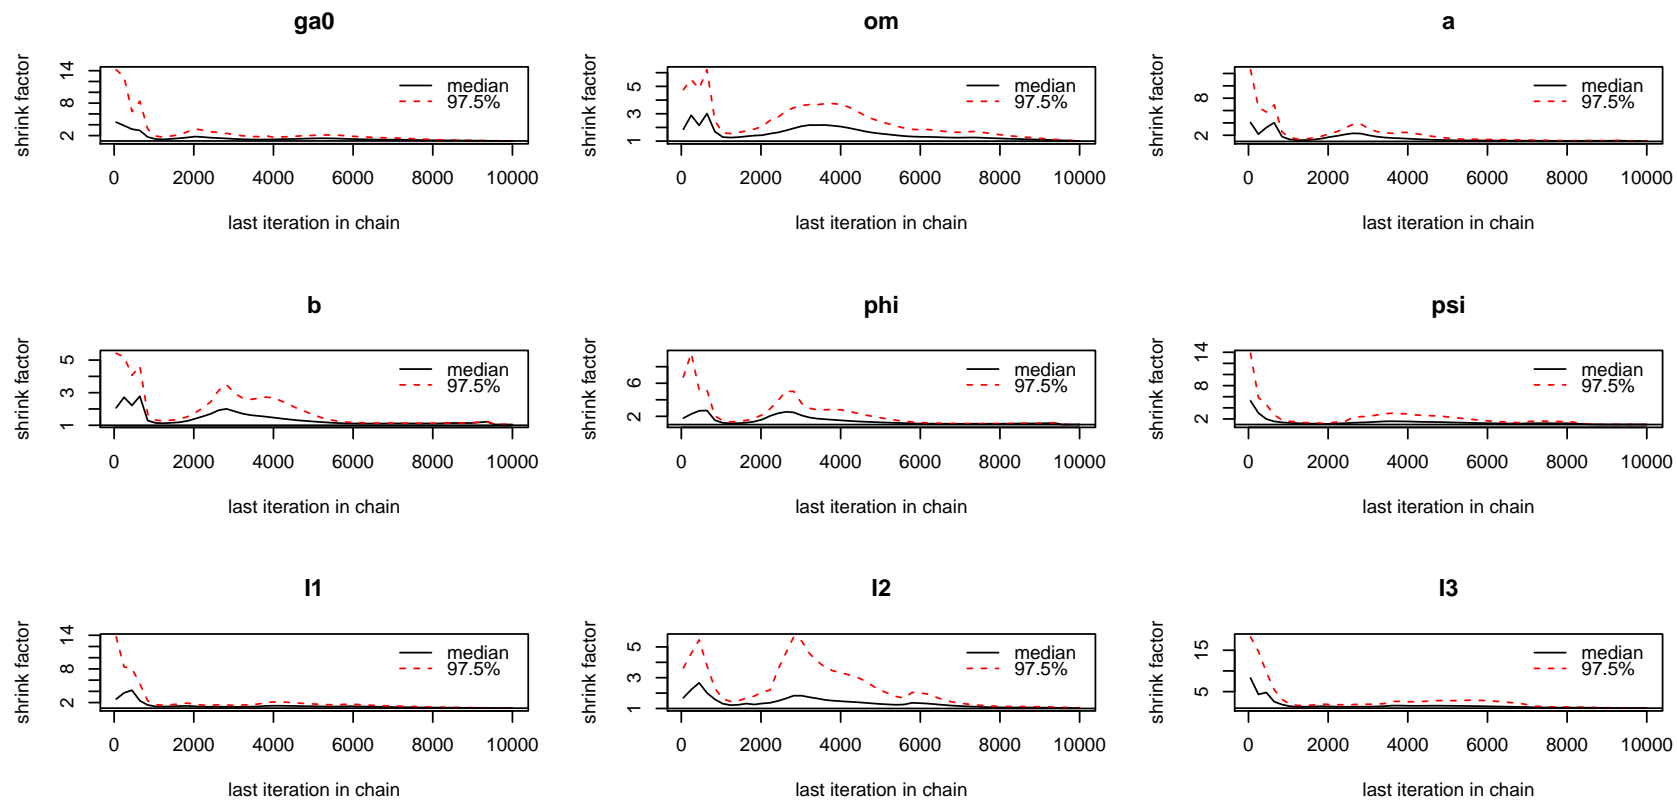 ga0
shrink factor
14
8
2
median
97.5%
0 2000 4000 6000 8000 10000
last iteration in chain
om
shrink factor
5
3
1
median
97.5%
0 2000 4000 6000 8000 10000
last iteration in chain
a
shrink factor
8
2
median
97.5%
0 2000 4000 6000 8000 10000
last iteration in chain
b
shrink factor
5
3
1
median
97.5%
0 2000 4000 6000 8000 10000
last iteration in chain
phi
shrink factor
6
2
median
97.5%
0 2000 4000 6000 8000 10000
last iteration in chain
psi
shrink factor
14
8
2
median
97.5%
0 2000 4000 6000 8000 10000
last iteration in chain
l1
shrink factor
14
8
2
median
97.5%
0 2000 4000 6000 8000 10000
last iteration in chain
l2
shrink factor
5
3
1
median
97.5%
0 2000 4000 6000 8000 10000
last iteration in chain
l3
shrink factor
15
5
median
97.5%
0 2000 4000 6000 8000 10000
last iteration in chain